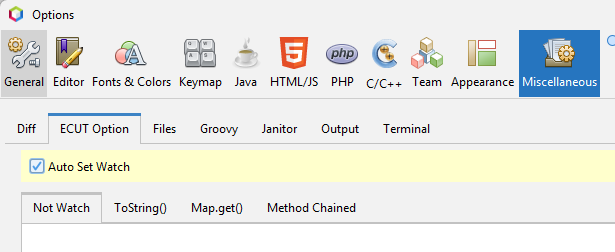 Options
General Editor Fonts & Colors Keymap Java HTML/JS PHP C/C++ Team Appearance Miscellaneous
Diff ECUT Option Files Groovy Janitor Output Terminal
Auto Set Watch
Not Watch ToString() Map.get() Method Chained